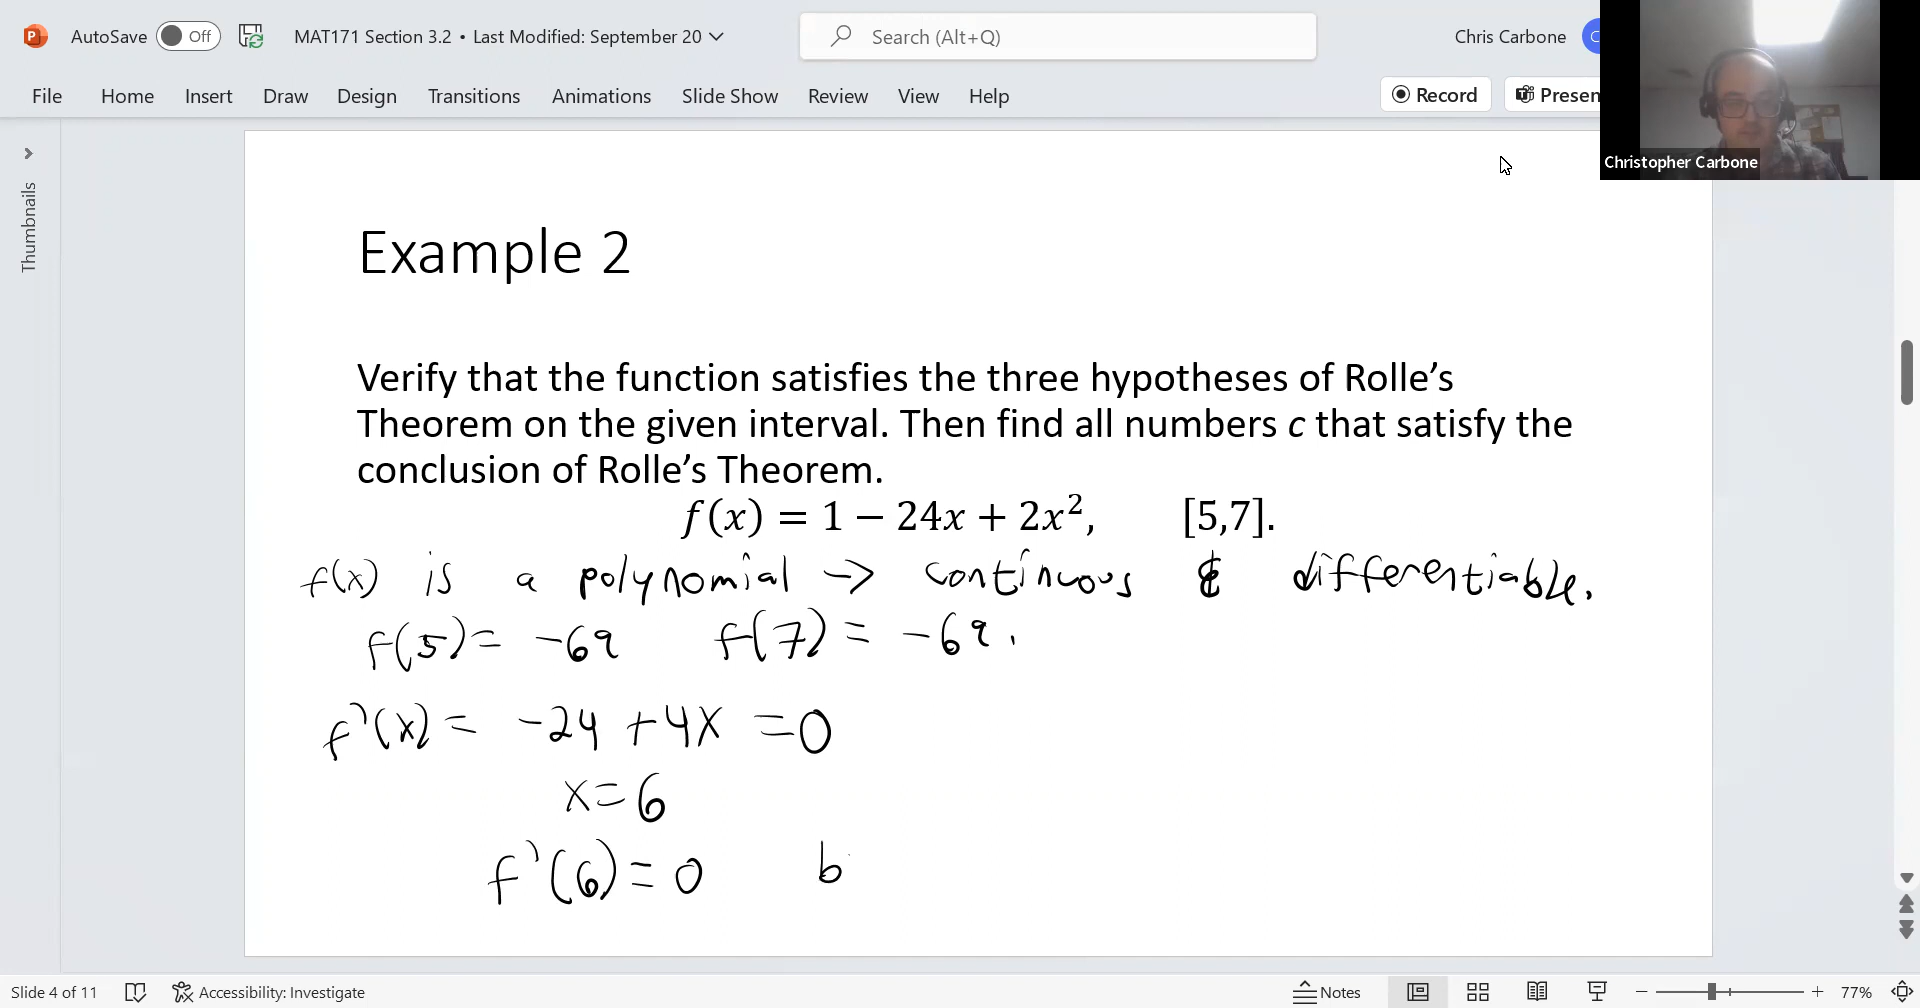 AutoSave Off MAT171 Section 3.2 • Last Modified: September 20 Search (Alt+Q) Chris Carbone C
File Home Insert Draw Design Transitions Animations Slide Show Review View Help Record Presen
Christopher Carbone
Thumbnails
Example 2
Verify that the function satisfies the three hypotheses of Rolle’s
Theorem on the given interval. Then find all numbers c that satisfy the
conclusion of Rolle’s Theorem.
f(x) = 1 − 24x + 2x², [5,7].
f(x) is a polynomial → continuous & differentiable.
f(5) = -69 f(7) = -69.
f'(x) = -24 + 4x = 0
x = 6
f'(6) = 0 b
Slide 4 of 11 Accessibility: Investigate Notes 77%